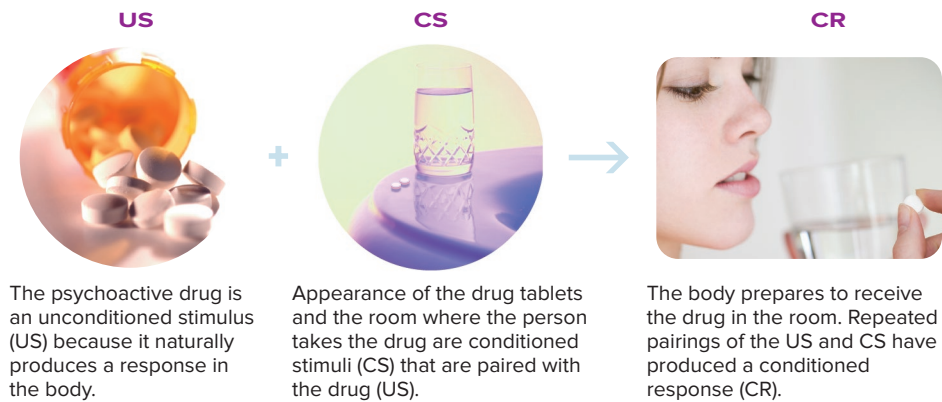 US
The psychoactive drug is
an unconditioned stimulus
(US) because it naturally
produces a response in
the body.
+
CS
Appearance of the drug tablets
and the room where the person
takes the drug are conditioned
stimuli (CS) that are paired with
the drug (US).
CR
The body prepares to receive
the drug in the room. Repeated
pairings of the US and CS have
produced a conditioned
response (CR).